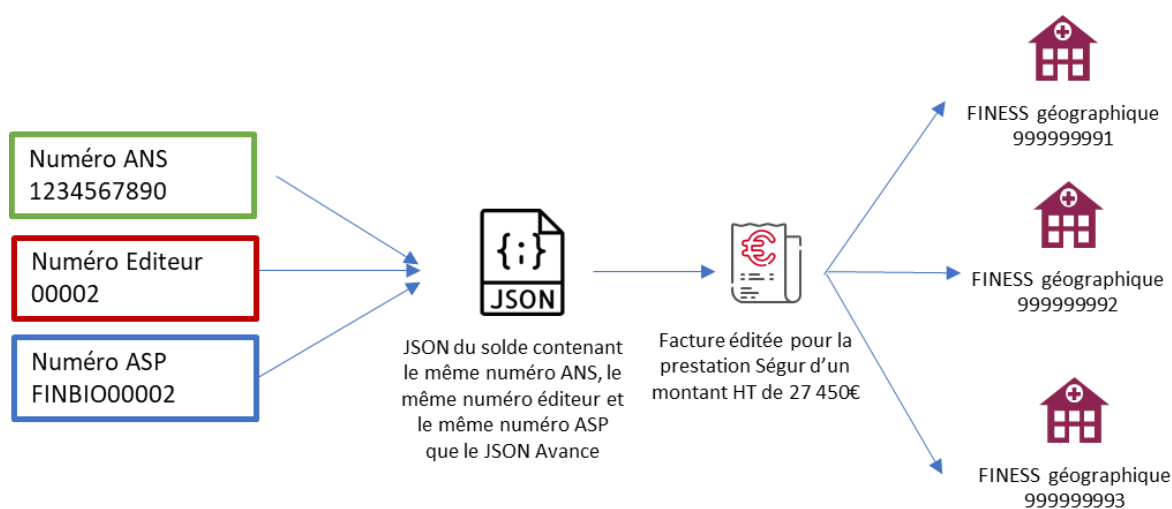 Numéro ANS
1234567890
Numéro Editeur
00002
Numéro ASP
FINBIO00002
{;}
JSON
JSON du solde contenant
le même numéro ANS, le
même numéro éditeur et
le même numéro ASP
que le JSON Avance
€
Facture éditée pour la
prestation Ségur d’un
montant HT de 27 450€
FINESS géographique
999999991
FINESS géographique
999999992
FINESS géographique
999999993